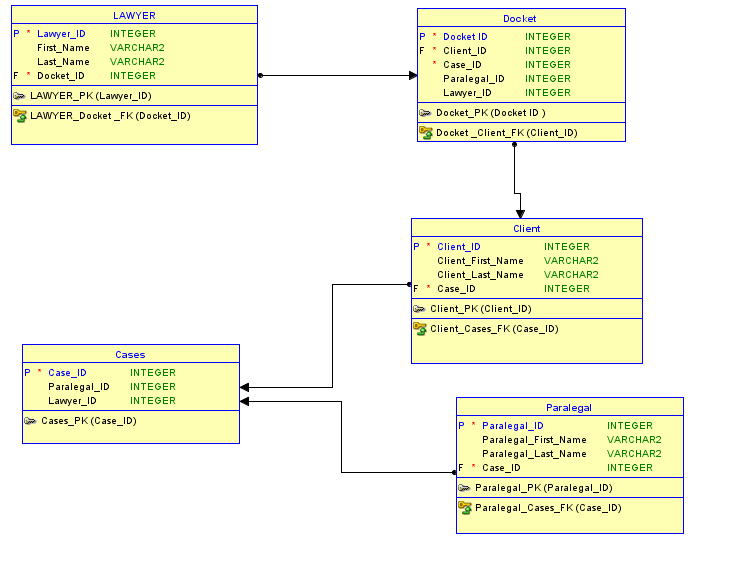 LAWYER
P * Lawyer_ID INTEGER
First_Name VARCHAR2
Last_Name VARCHAR2
F * Docket_ID INTEGER
LAWYER_PK (Lawyer_ID)
LAWYER_Docket _FK (Docket_ID)
Docket
P * Docket ID INTEGER
F * Client_ID INTEGER
* Case_ID INTEGER
Paralegal_ID INTEGER
Lawyer_ID INTEGER
Docket_PK (Docket ID )
Docket _Client_FK (Client_ID)
Client
P * Client_ID INTEGER
Client_First_Name VARCHAR2
Client_Last_Name VARCHAR2
F * Case_ID INTEGER
Client_PK (Client_ID)
Client_Cases_FK (Case_ID)
Cases
P * Case_ID INTEGER
Paralegal_ID INTEGER
Lawyer_ID INTEGER
Cases_PK (Case_ID)
Paralegal
P * Paralegal_ID INTEGER
Paralegal_First_Name VARCHAR2
Paralegal_Last_Name VARCHAR2
F * Case_ID INTEGER
Paralegal_PK (Paralegal_ID)
Paralegal_Cases_FK (Case_ID)